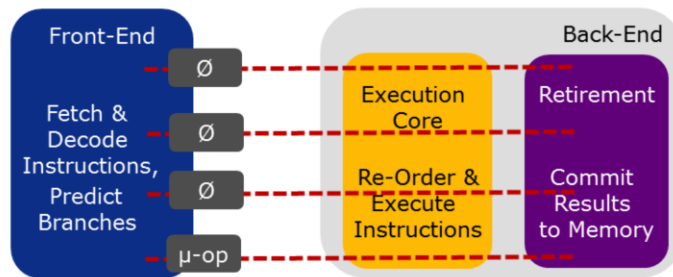 Front-End
Back-End
Ø
Execution
Core
Retirement
Fetch &
Decode
Instructions,
Predict
Branches
Ø
Ø
Re-Order &
Execute
Instructions
Commit
Results
to Memory
μ-op